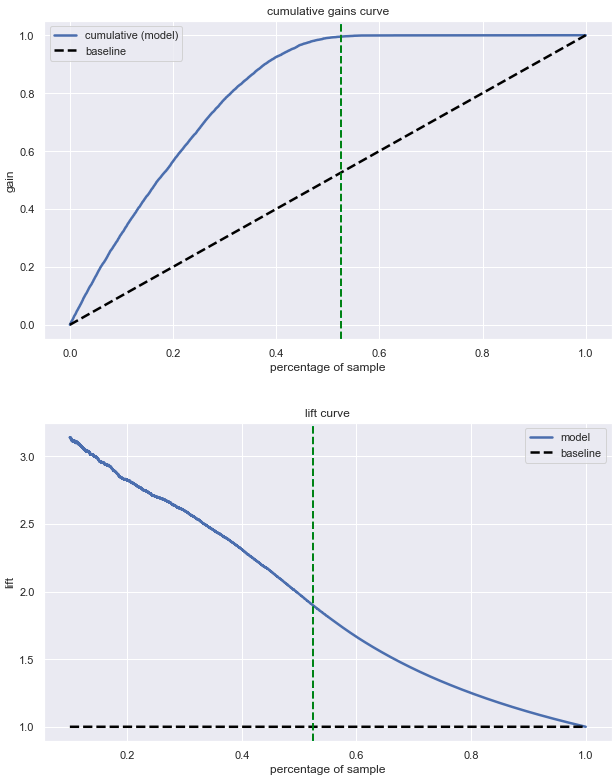 cumulative gains curve
cumulative (model)
baseline
1.0
0.8
0.6
0.4
0.2
0.0
gain
0.0 0.2 0.4 0.6 0.8 1.0
percentage of sample
lift curve
model
baseline
3.0
2.5
2.0
1.5
1.0
lift
0.2 0.4 0.6 0.8 1.0
percentage of sample